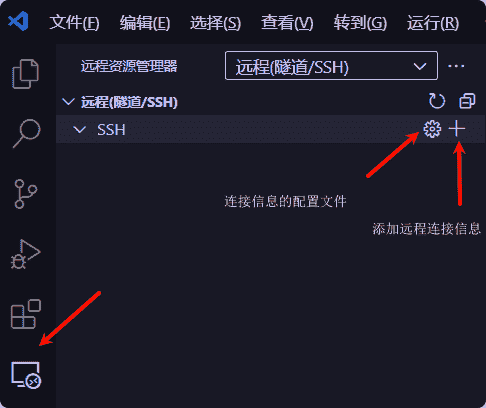 文件(F) 编辑(E) 选择(S) 查看(V) 转到(G) 运行(R)
远程资源管理器 远程(隧道/SSH)
远程(隧道/SSH)
SSH
连接信息的配置文件
添加远程连接信息